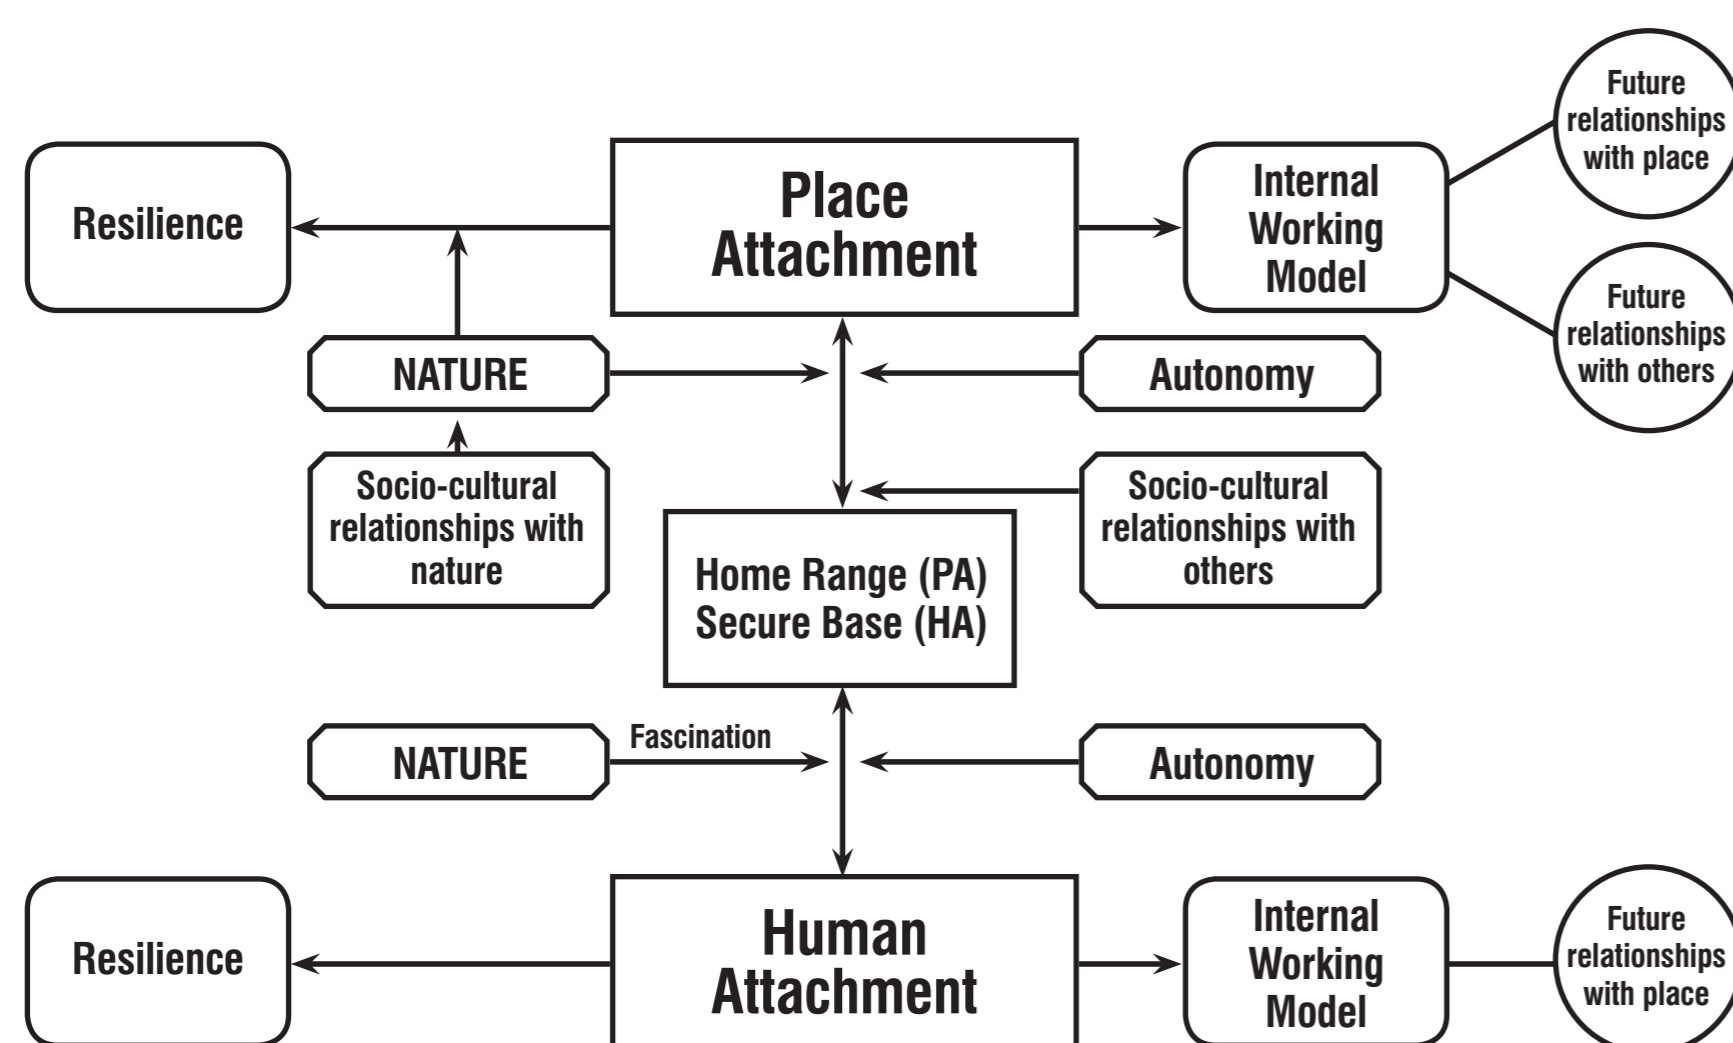 Future
relationships
with place
Resilience
Place
Attachment
Internal
Working
Model
Future
relationships
with others
NATURE
Autonomy
Socio-cultural
relationships with
nature
Socio-cultural
relationships with
others
Home Range (PA)
Secure Base (HA)
NATURE
Fascination
Autonomy
Resilience
Human
Attachment
Internal
Working
Model
Future
relationships
with place